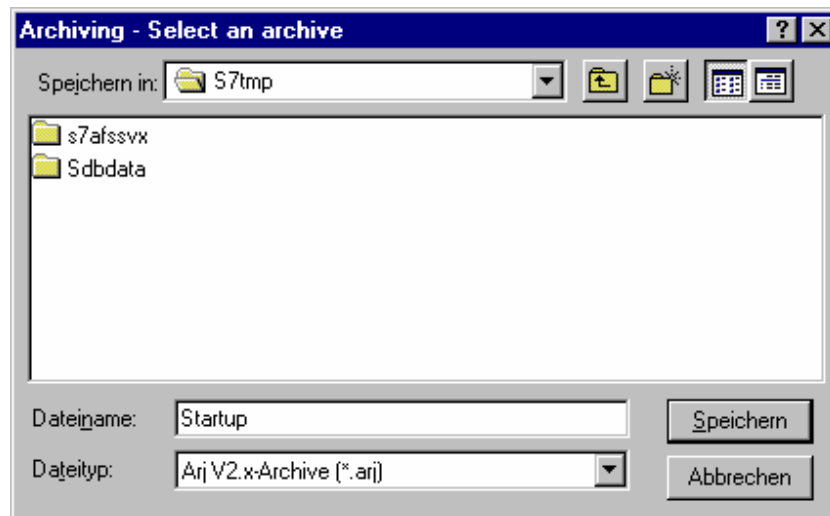 Archiving - Select an archive
Speichern in: S7tmp
s7afssvx
Sdbdata
Dateiname: Startup Speichern
Dateityp: Arj V2.x-Archive (*.arj) Abbrechen